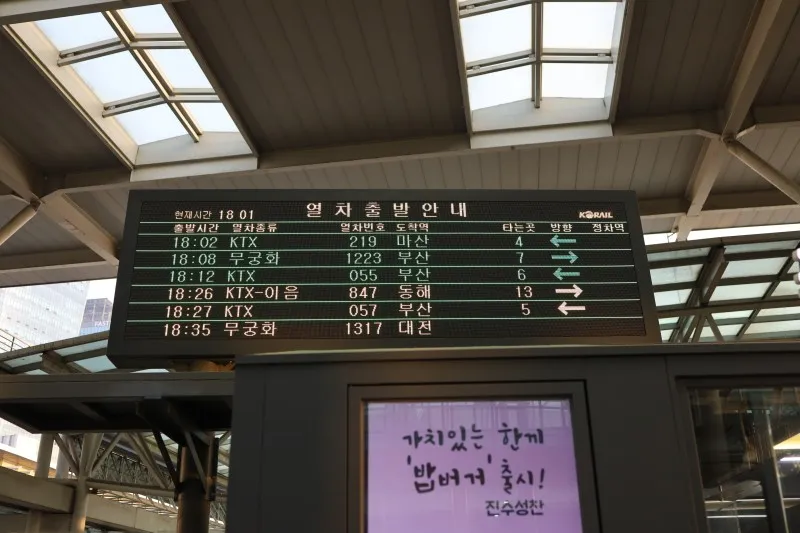 현재시간 18 01 열차출발안내 KORAIL
출발시간 열차종류 열차번호 도착역 타는곳 방향 정차역
18:02 KTX 219 마산 4 ←
18:08 무궁화 1223 부산 7 →
18:12 KTX 055 부산 6 ←
18:26 KTX-이음 847 동해 13 →
18:27 KTX 057 부산 5 ←
18:35 무궁화 1317 대전
가치있는 한끼
'밥버거' 출시!
진수성찬